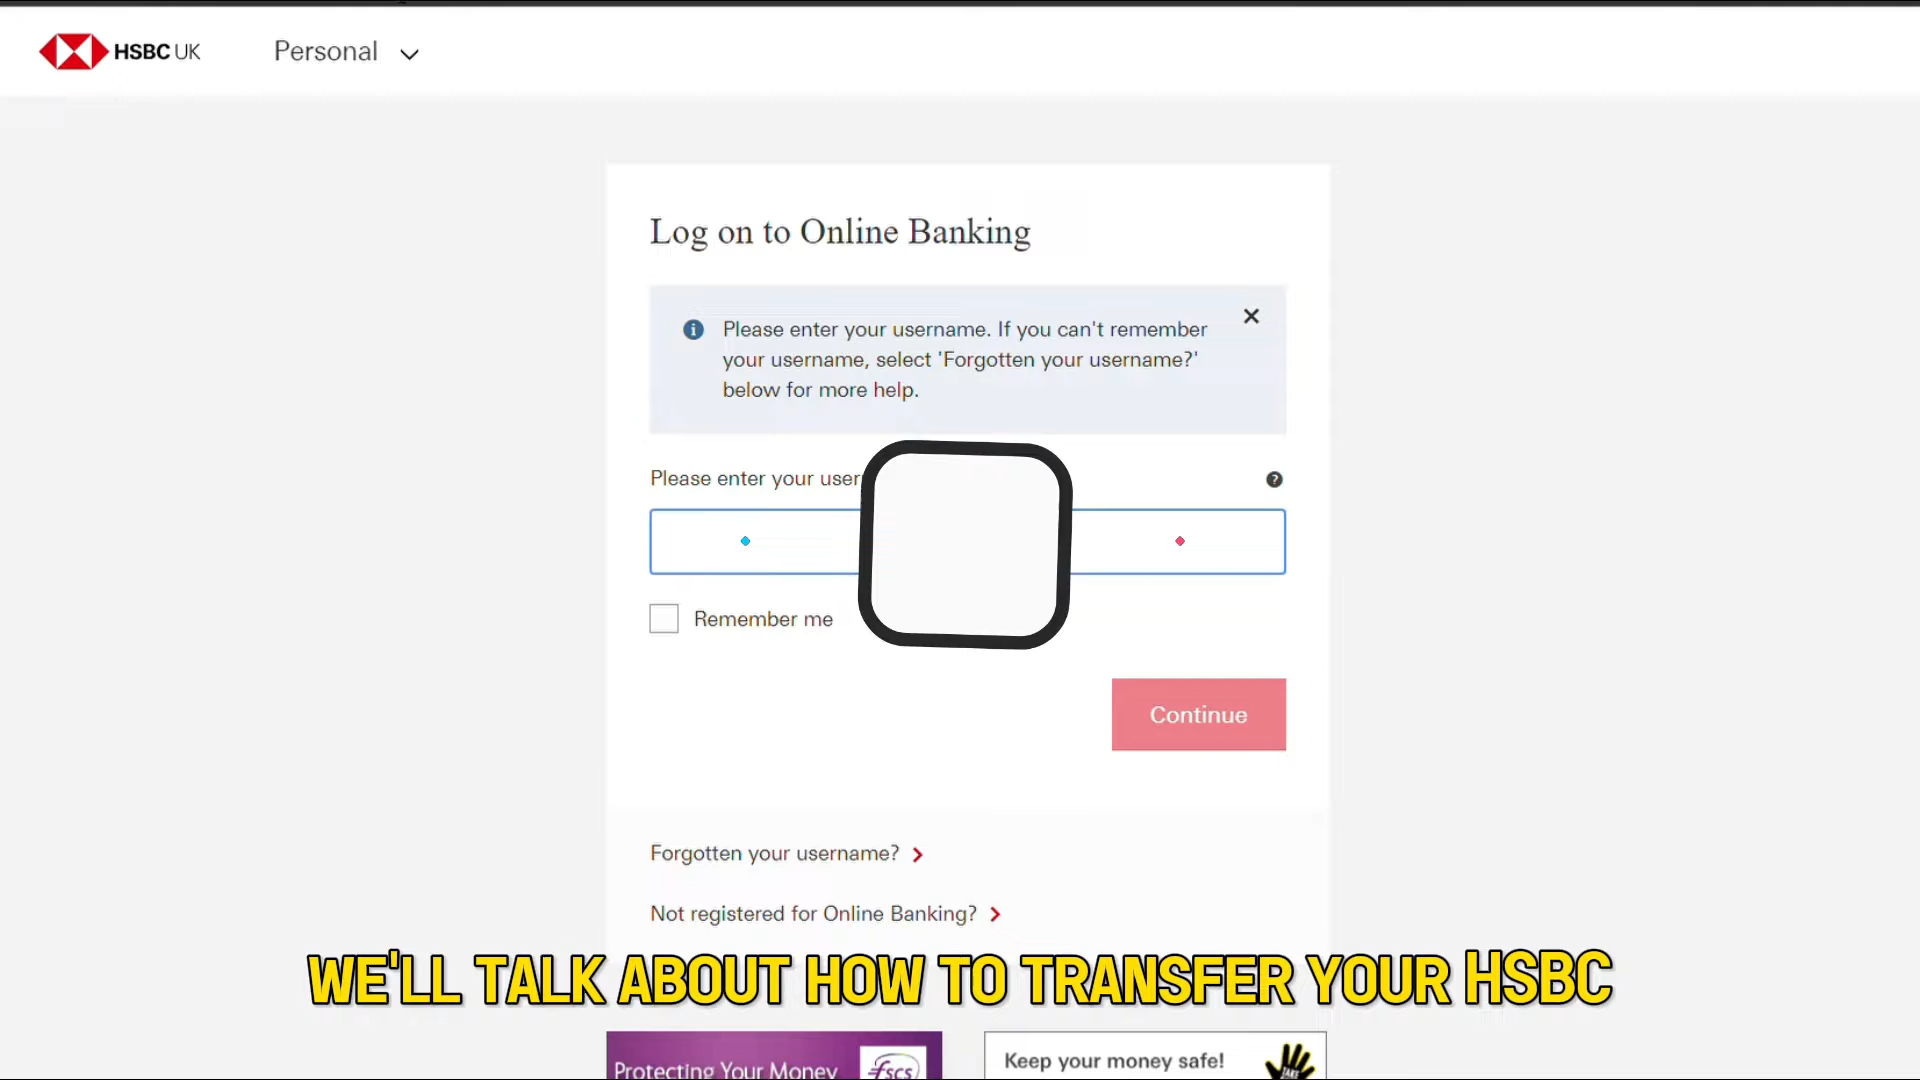 HSBC UK
Personal
Log on to Online Banking
Please enter your username. If you can't remember
your username, select 'Forgotten your username?'
below for more help.
Please enter your user
Remember me
Continue
Forgotten your username?
Not registered for Online Banking?
WE'LL TALK ABOUT HOW TO TRANSFER YOUR HSBC
Protecting Your Money
FSCS
Keep your money safe!
TAKE